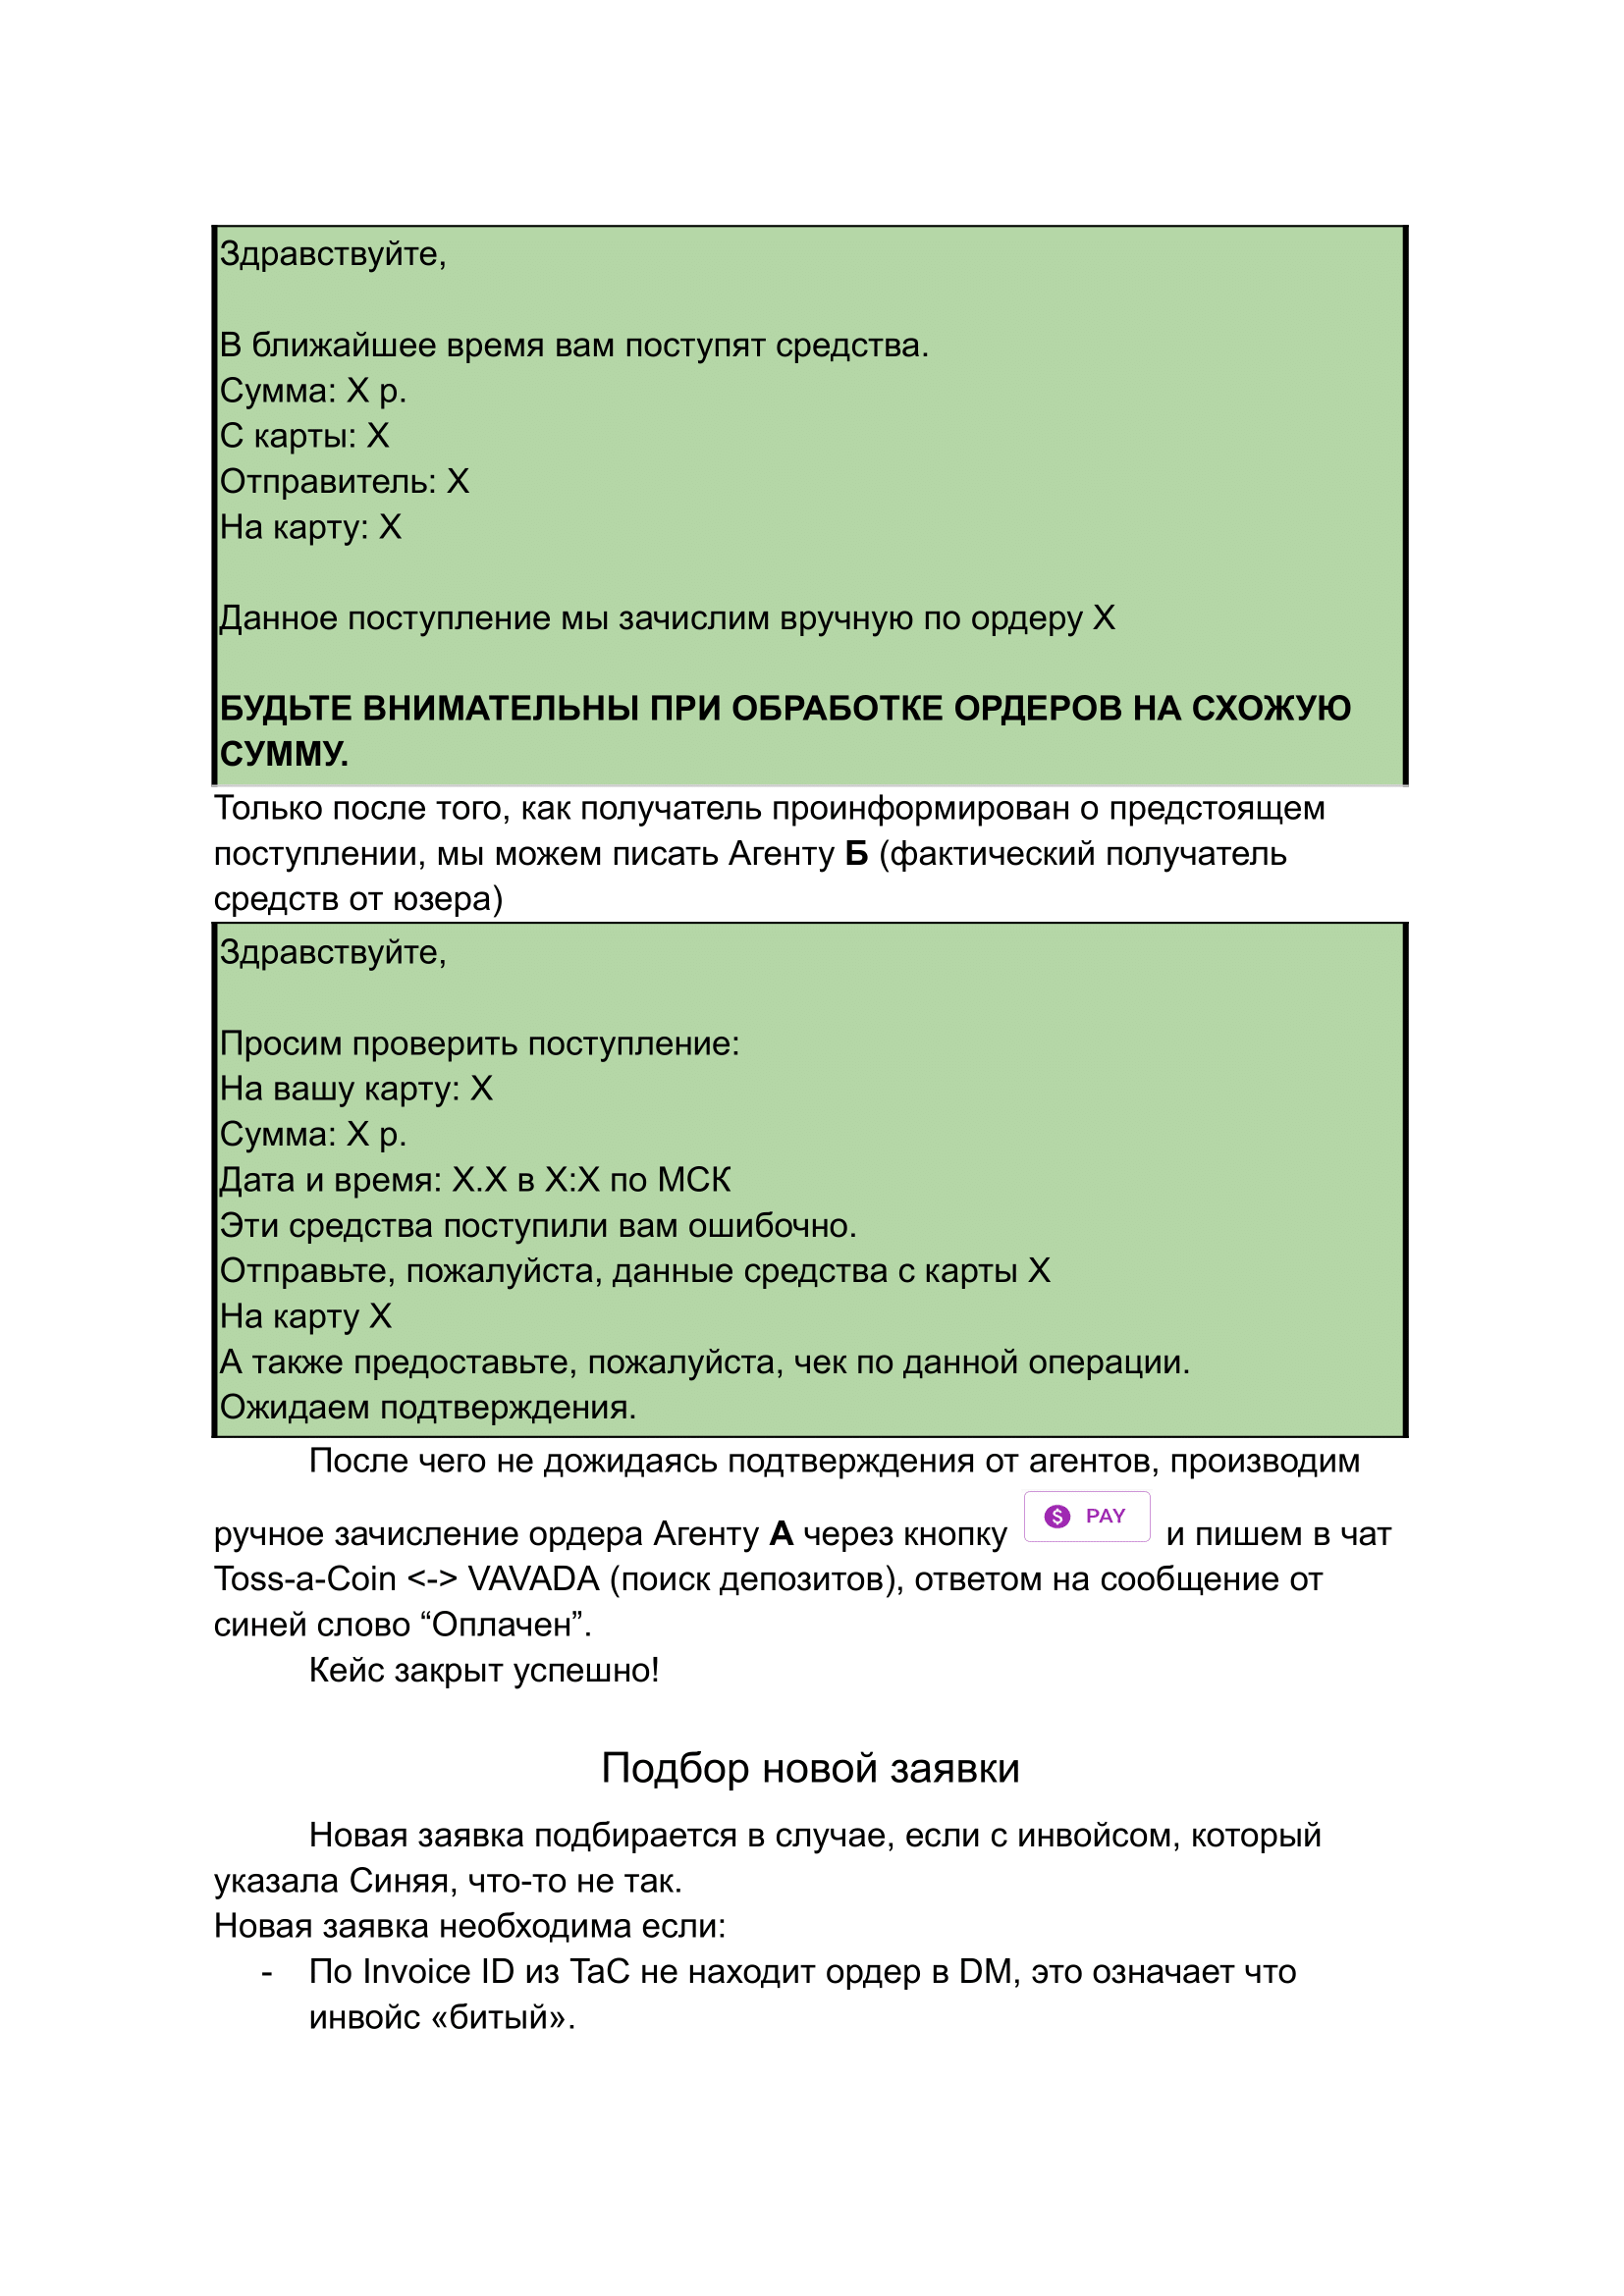 Здравствуйте,
В ближайшее время вам поступят средства.
Сумма: X р.
С карты: X
Отправитель: X
На карту: X
Данное поступление мы зачислим вручную по ордеру X
БУДЬТЕ ВНИМАТЕЛЬНЫ ПРИ ОБРАБОТКЕ ОРДЕРОВ НА СХОЖУЮ
СУММУ.
Только после того, как получатель проинформирован о предстоящем
поступлении, мы можем писать Агенту Б (фактический получатель
средств от юзера)
Здравствуйте,
Просим проверить поступление:
На вашу карту: X
Сумма: X р.
Дата и время: X.X в X:X по МСК
Эти средства поступили вам ошибочно.
Отправьте, пожалуйста, данные средства с карты X
На карту X
А также предоставьте, пожалуйста, чек по данной операции.
Ожидаем подтверждения.
После чего не дожидаясь подтверждения от агентов, производим
ручное зачисление ордера Агенту А через кнопку $ PAY и пишем в чат
Toss-a-Coin <-> VAVADA (поиск депозитов), ответом на сообщение от
синей слово “Оплачен”.
Кейс закрыт успешно!
Подбор новой заявки
Новая заявка подбирается в случае, если с инвойсом, который
указала Синяя, что-то не так.
Новая заявка необходима если:
- По Invoice ID из TaC не находит ордер в DM, это означает что
инвойс «битый».